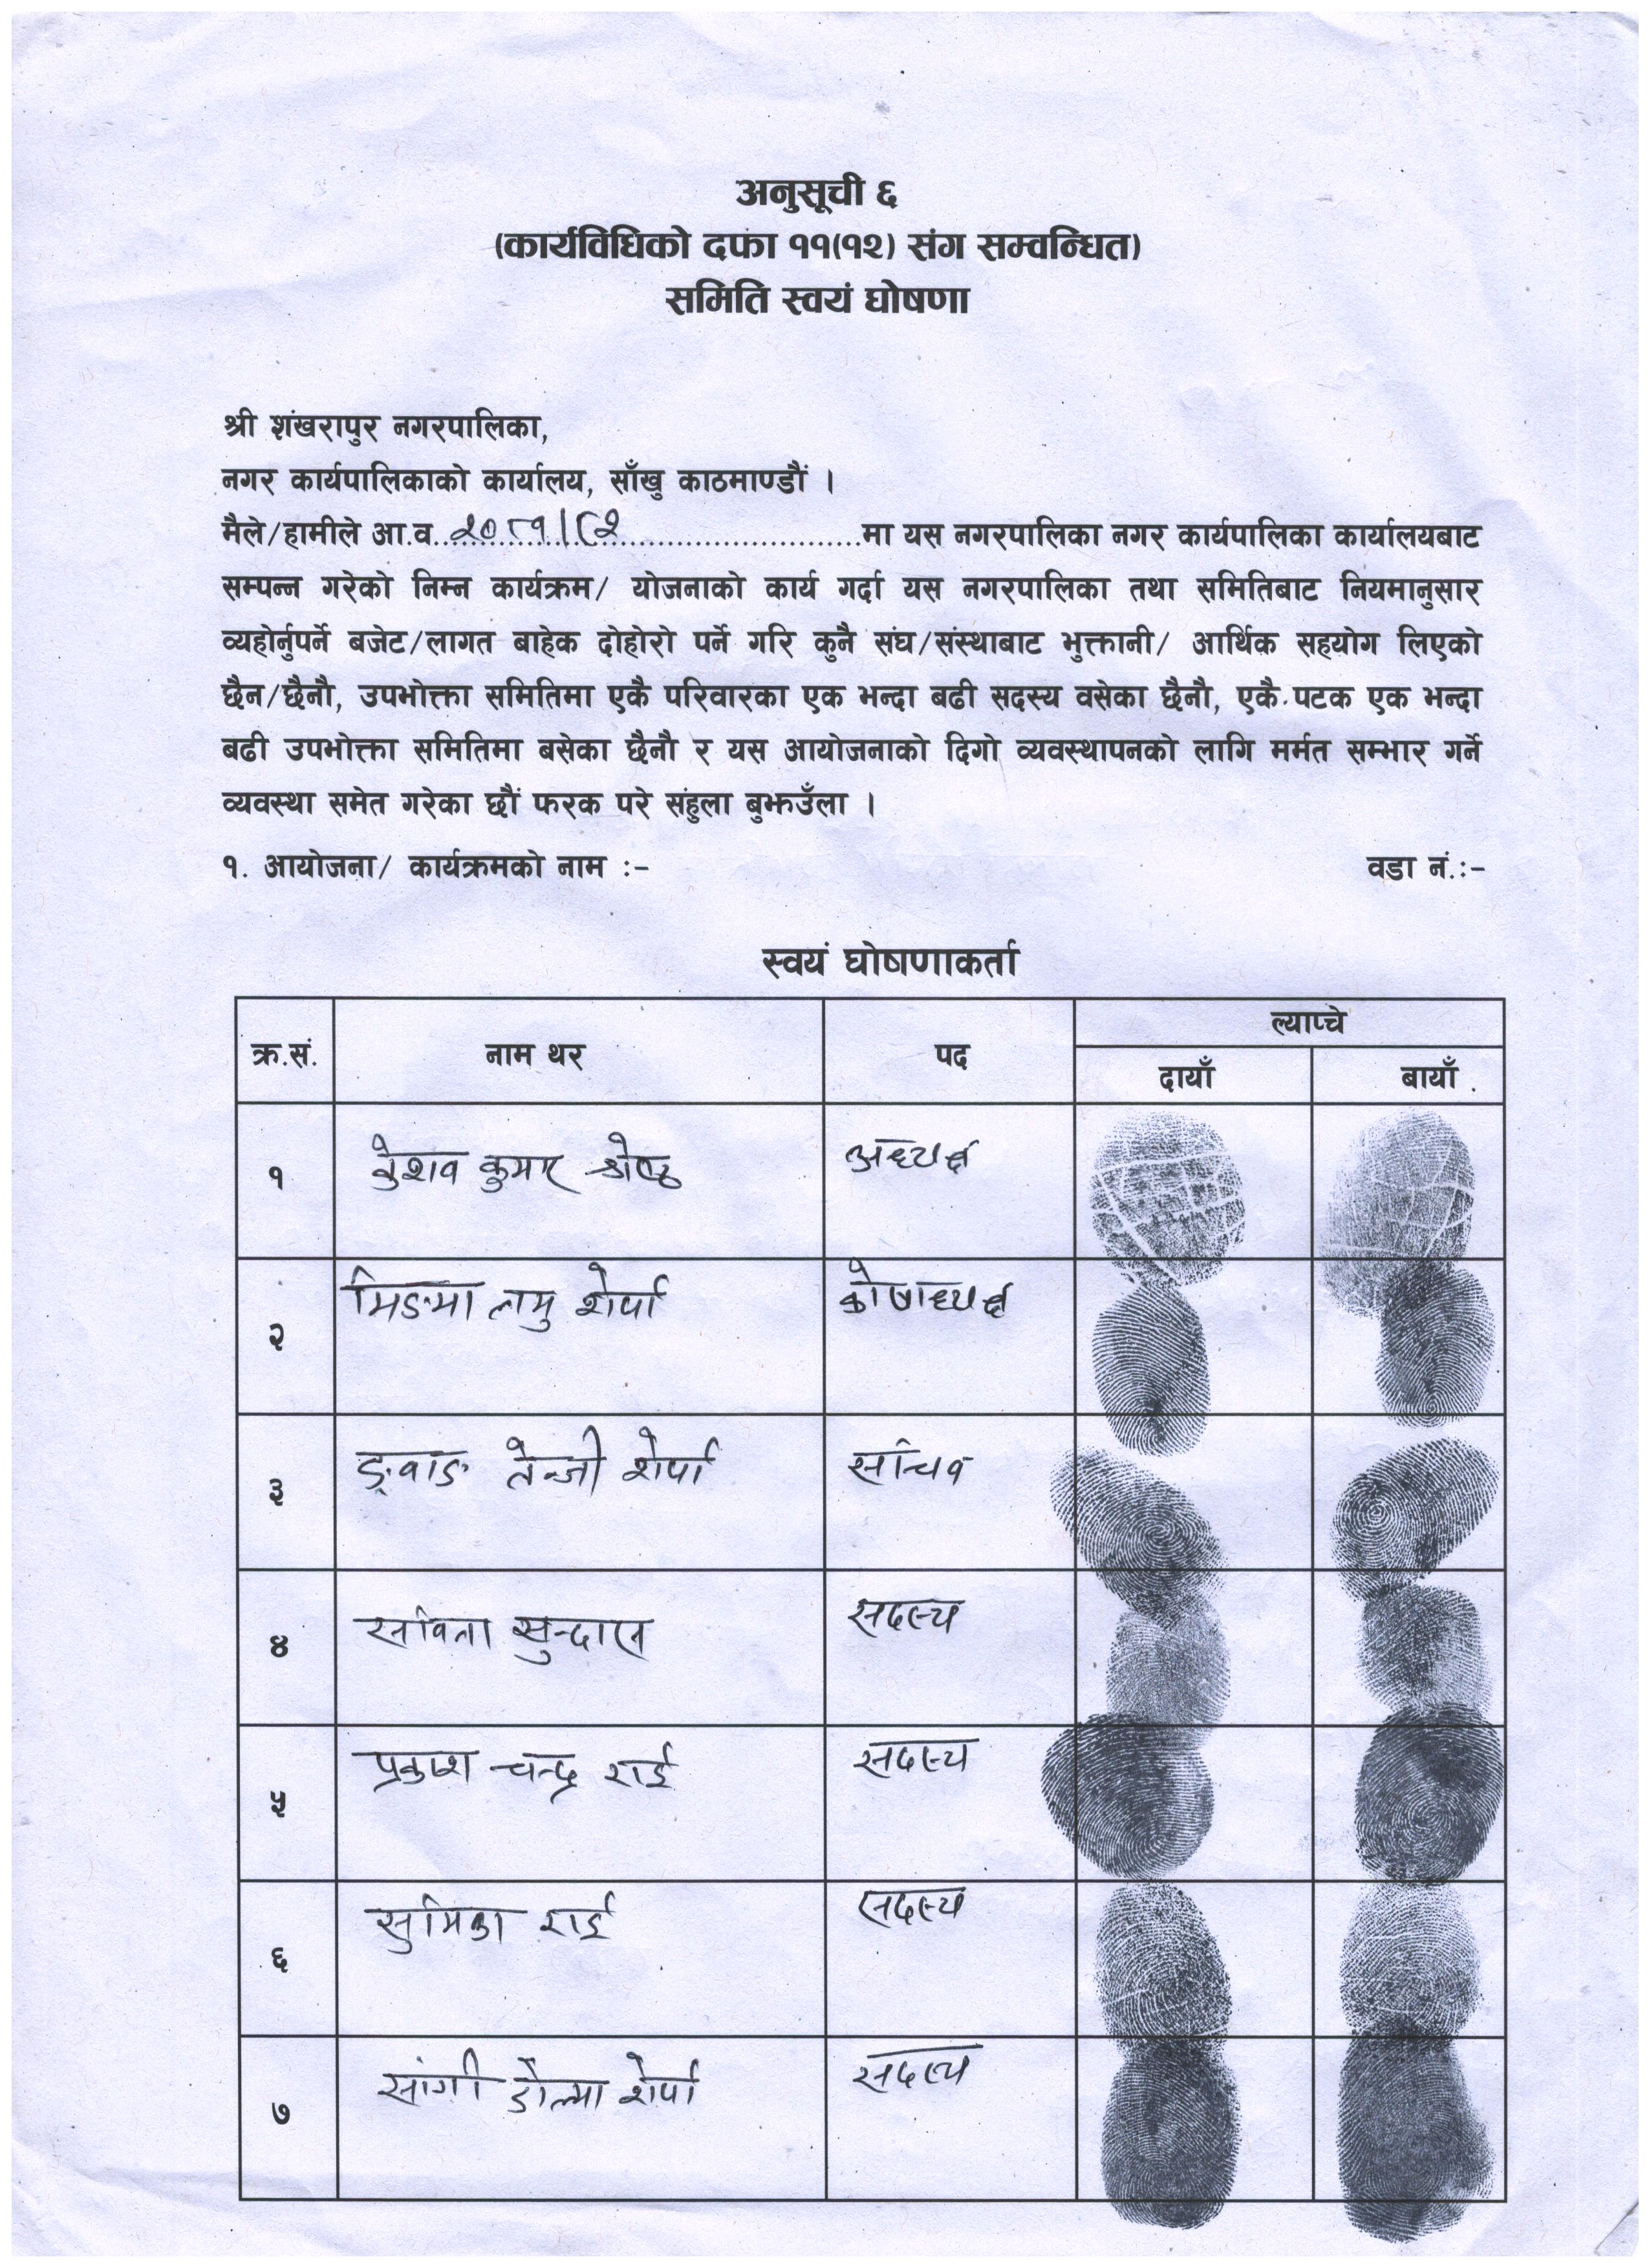 अनुसूची ६
(कार्यविधिको दफा ११(१२) संग सम्वन्धित)
समिति स्वयं घोषणा
श्री शंखरापुर नगरपालिका,
नगर कार्यपालिकाको कार्यालय, साँखु काठमाण्डौं ।
मैले/हामीले आ.व. २०८१/८२ मा यस नगरपालिका नगर कार्यपालिका कार्यालयबाट
सम्पन्न गरेको निम्न कार्यक्रम/ योजनाको कार्य गर्दा यस नगरपालिका तथा समितिबाट नियमानुसार
व्यहोर्नुपर्ने बजेट/लागत बाहेक दोहोरो पर्ने गरि कुनै संघ/संस्थाबाट भुक्तानी/ आर्थिक सहयोग लिएको
छैन/छैनौ, उपभोक्ता समितिमा एकै परिवारका एक भन्दा बढी सदस्य वसेका छैनौ, एकै पटक एक भन्दा
बढी उपभोक्ता समितिमा बसेका छैनौ र यस आयोजनाको दिगो व्यवस्थापनको लागि मर्मत सम्भार गर्ने
व्यवस्था समेत गरेका छौं फरक परे संहुला बुझउँला ।
१. आयोजना/ कार्यक्रमको नाम :- वडा नं.:-
स्वयं घोषणाकर्ता
क्र.सं. नाम थर पद ल्याप्चे
दायाँ बायाँ
१ केशव कुमार श्रेष्ठ अध्यक्ष
२ मिङमा लामु शेर्पा कोषाध्यक्ष
३ ङ्वाङ तेन्जी शेर्पा सचिव
४ सविता सदस्य
५ प्रकाश चन्द्र राई सदस्य
६ सुमिका राई सदस्य
७ सांगी डोल्मा शेर्पा सदस्य